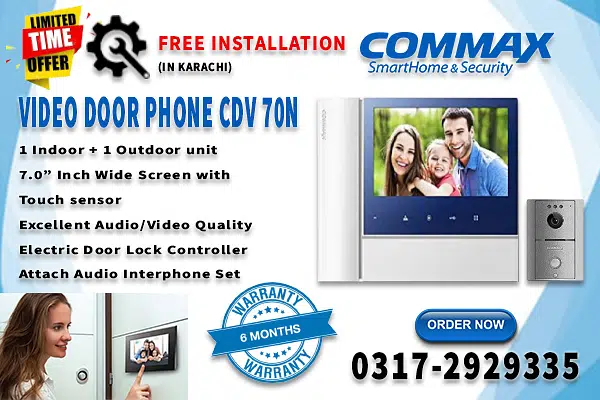 LIMITED
TIME
OFFER
FREE INSTALLATION
(IN KARACHI)
COMMAX
SmartHome & Security
VIDEO DOOR PHONE CDV 70N
1 Indoor + 1 Outdoor unit
7.0” Inch Wide Screen with
Touch sensor
Excellent Audio/Video Quality
Electric Door Lock Controller
Attach Audio Interphone Set
WARRANTY
6 MONTHS
WARRANTY
ORDER NOW
0317-2929335